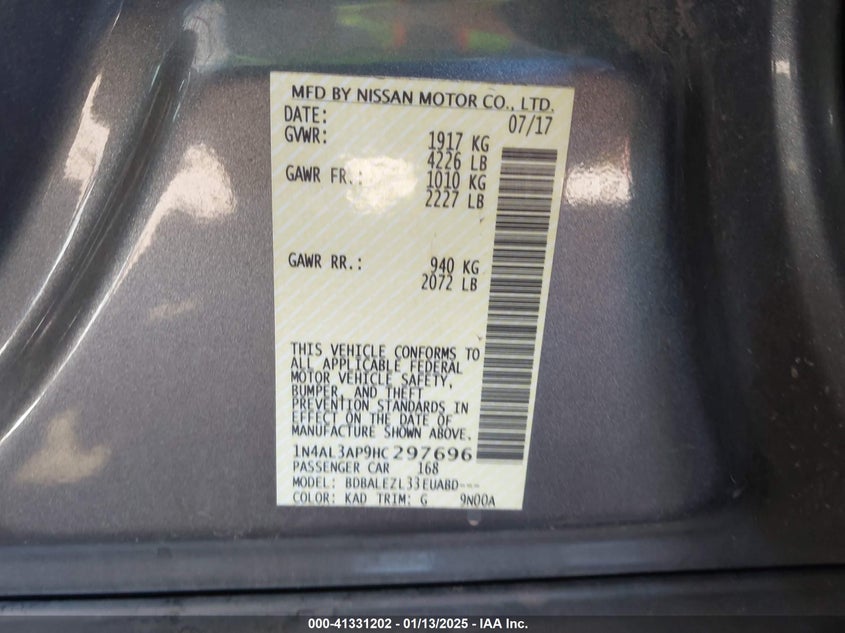 MFD BY NISSAN MOTOR CO., LTD.
DATE: 07/17
GVWR: 1917 KG
4226 LB
GAWR FR.: 1010 KG
2227 LB
GAWR RR.: 940 KG
2072 LB
THIS VEHICLE CONFORMS TO
ALL APPLICABLE FEDERAL
MOTOR VEHICLE SAFETY,
BUMPER, AND THEFT
PREVENTION STANDARDS IN
EFFECT ON THE DATE OF
MANUFACTURE SHOWN ABOVE.
1N4AL3AP9HC297696
PASSENGER CAR 168
MODEL: BDBALEZL33EUABD---
COLOR: KAD TRIM: G 9N00A
000-41331202 - 01/13/2025 - IAA Inc.